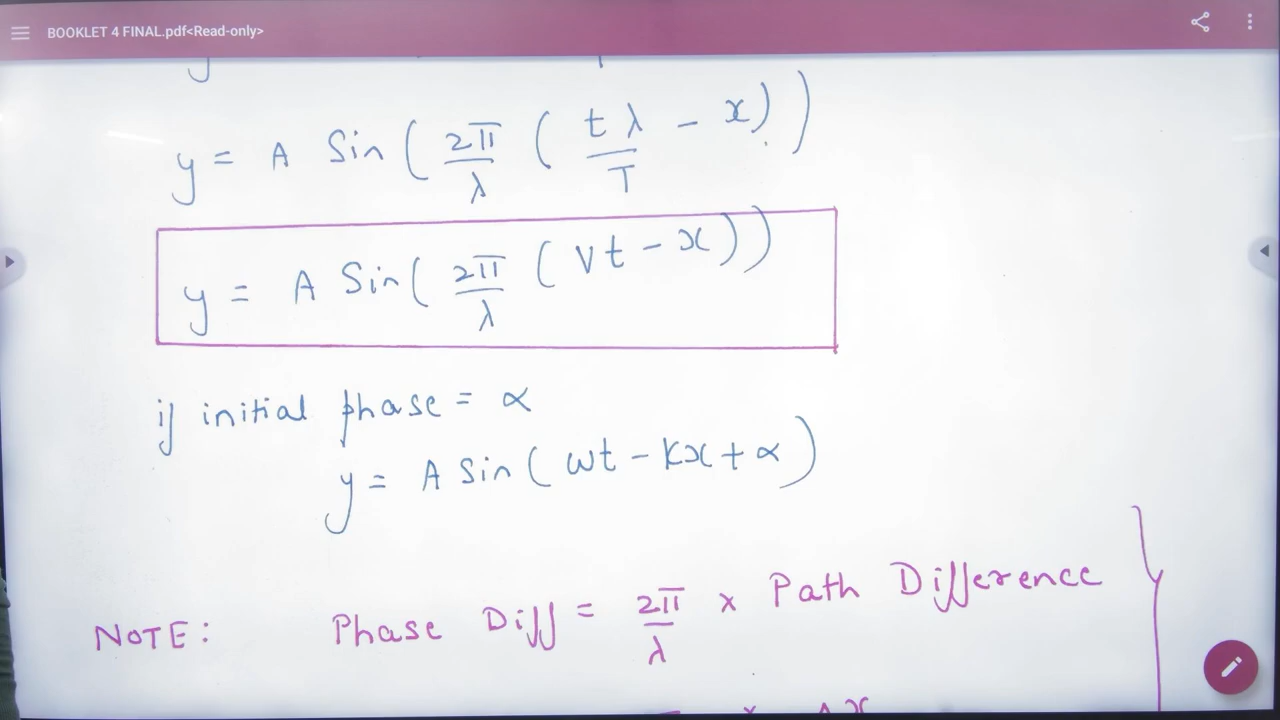 BOOKLET 4 FINAL.pdf<Read-only>
y = A Sin( 2π/λ ( tλ/T - x) )
y = A Sin( 2π/λ ( Vt - x) )
if initial phase = α
y = A Sin( ωt - Kx + α )
NOTE: Phase Diff = 2π/λ x Path Difference